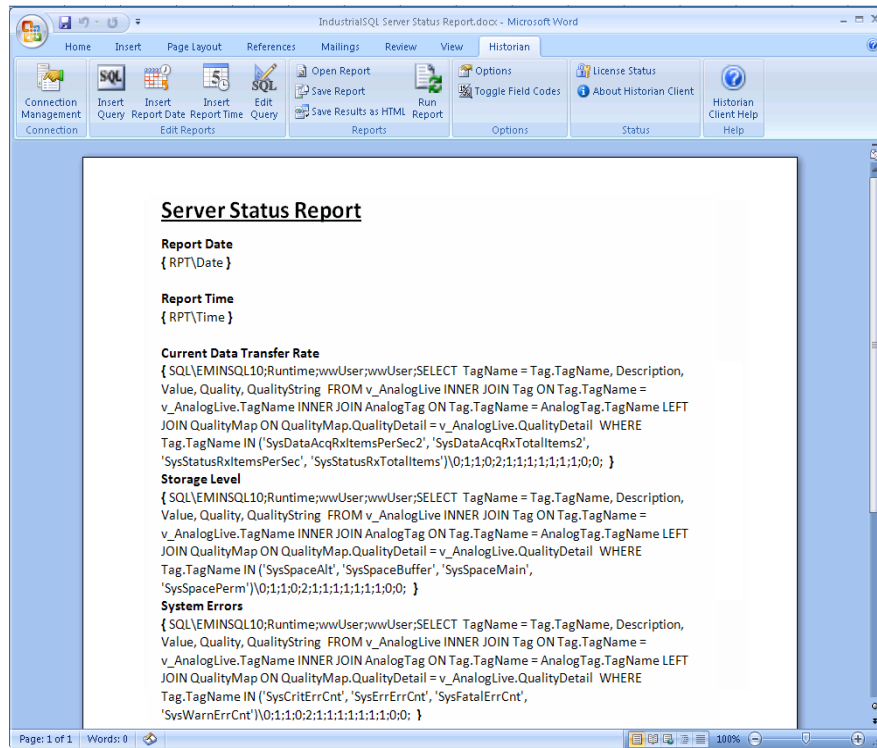 IndustrialSQL Server Status Report.docx - Microsoft Word
Home Insert Page Layout References Mailings Review View Historian
Connection Management
SQL
Insert Query
Insert Report Date
5
Insert Report Time
SQL
Edit Query
Open Report
Save Report
Save Results as HTML
Run Report
Options
Toggle Field Codes
License Status
About Historian Client
Historian Client Help
Connection Edit Reports Reports Options Status Help
Server Status Report
Report Date
{ RPT\Date }
Report Time
{ RPT\Time }
Current Data Transfer Rate
{ SQL\EMINSQL10;Runtime;wwUser;wwUser;SELECT TagName = Tag.TagName, Description,
Value, Quality, QualityString FROM v_AnalogLive INNER JOIN Tag ON Tag.TagName =
v_AnalogLive.TagName INNER JOIN AnalogTag ON Tag.TagName = AnalogTag.TagName LEFT
JOIN QualityMap ON QualityMap.QualityDetail = v_AnalogLive.QualityDetail WHERE
Tag.TagName IN ('SysDataAcqRxItemsPerSec2', 'SysDataAcqRxTotalItems2',
'SysStatusRxItemsPerSec', 'SysStatusRxTotalItems')\0;1;1;0;2;1;1;1;1;1;1;1;0;0; }
Storage Level
{ SQL\EMINSQL10;Runtime;wwUser;wwUser;SELECT TagName = Tag.TagName, Description,
Value, Quality, QualityString FROM v_AnalogLive INNER JOIN Tag ON Tag.TagName =
v_AnalogLive.TagName INNER JOIN AnalogTag ON Tag.TagName = AnalogTag.TagName LEFT
JOIN QualityMap ON QualityMap.QualityDetail = v_AnalogLive.QualityDetail WHERE
Tag.TagName IN ('SysSpaceAlt', 'SysSpaceBuffer', 'SysSpaceMain',
'SysSpacePerm')\0;1;1;0;2;1;1;1;1;1;1;1;0;0; }
System Errors
{ SQL\EMINSQL10;Runtime;wwUser;wwUser;SELECT TagName = Tag.TagName, Description,
Value, Quality, QualityString FROM v_AnalogLive INNER JOIN Tag ON Tag.TagName =
v_AnalogLive.TagName INNER JOIN AnalogTag ON Tag.TagName = AnalogTag.TagName LEFT
JOIN QualityMap ON QualityMap.QualityDetail = v_AnalogLive.QualityDetail WHERE
Tag.TagName IN ('SysCritErrCnt', 'SysErrErrCnt', 'SysFatalErrCnt',
'SysWarnErrCnt')\0;1;1;0;2;1;1;1;1;1;1;1;0;0; }
Page: 1 of 1 Words: 0 100%